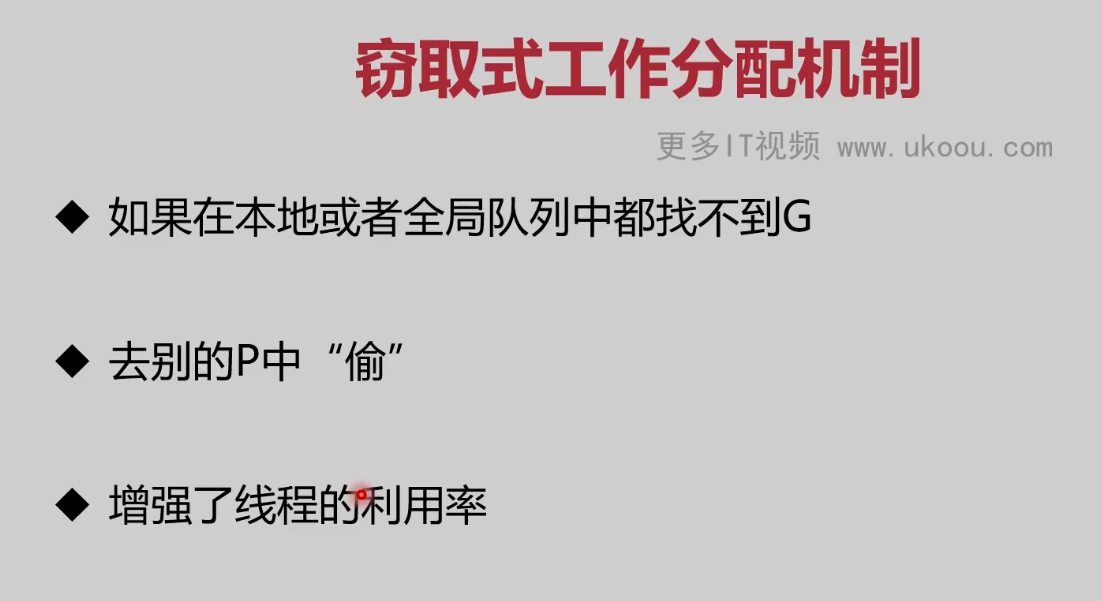 窃取式工作分配机制
更多IT视频 www.ukoou.com
◆ 如果在本地或者全局队列中都找不到G
◆ 去别的P中“偷”
◆ 增强了线程的利用率